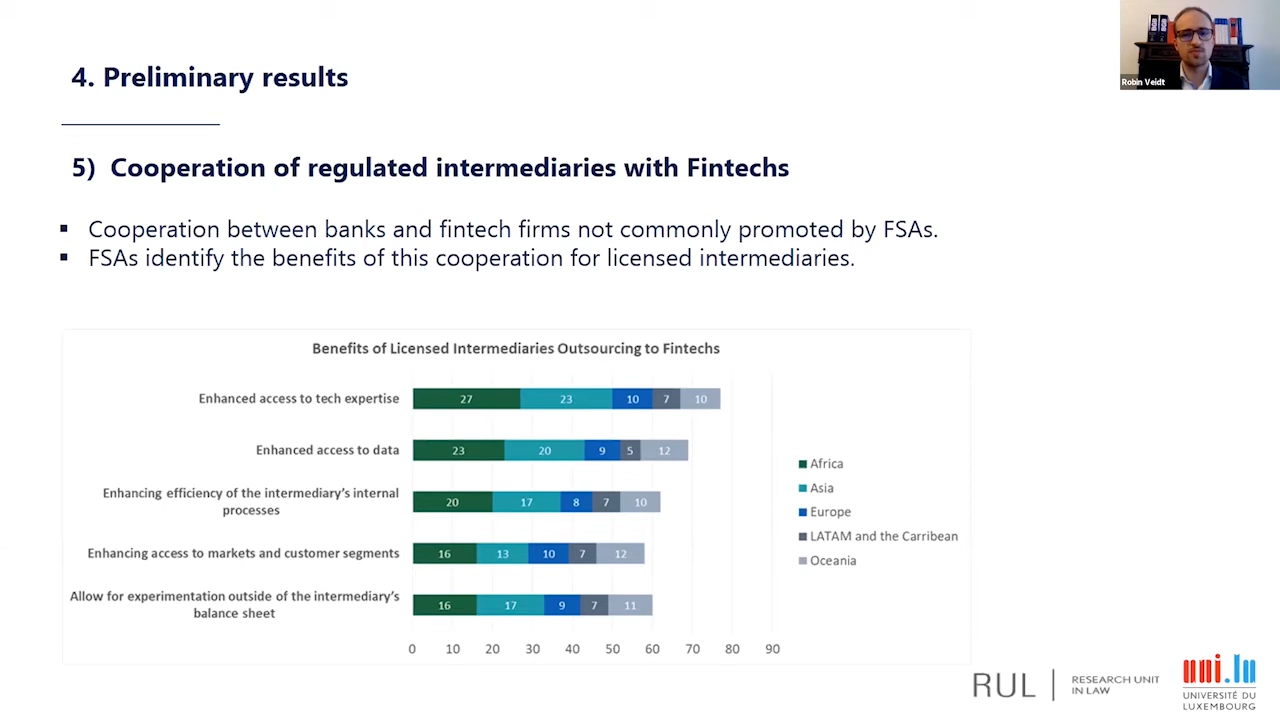 4. Preliminary results
Robin Veidt
5) Cooperation of regulated intermediaries with Fintechs
▪ Cooperation between banks and fintech firms not commonly promoted by FSAs.
▪ FSAs identify the benefits of this cooperation for licensed intermediaries.
Benefits of Licensed Intermediaries Outsourcing to Fintechs
Enhanced access to tech expertise 27 23 10 7 10
Enhanced access to data 23 20 9 5 12
Enhancing efficiency of the intermediary's internal
processes
20 17 8 7 10
Enhancing access to markets and customer segments 16 13 10 7 12
Allow for experimentation outside of the intermediary's
balance sheet
16 17 9 7 11
0 10 20 30 40 50 60 70 80 90
Africa
Asia
Europe
LATAM and the Carribean
Oceania
RUL
RESEARCH UNIT
IN LAW
uni.lu
UNIVERSITÉ DU
LUXEMBOURG